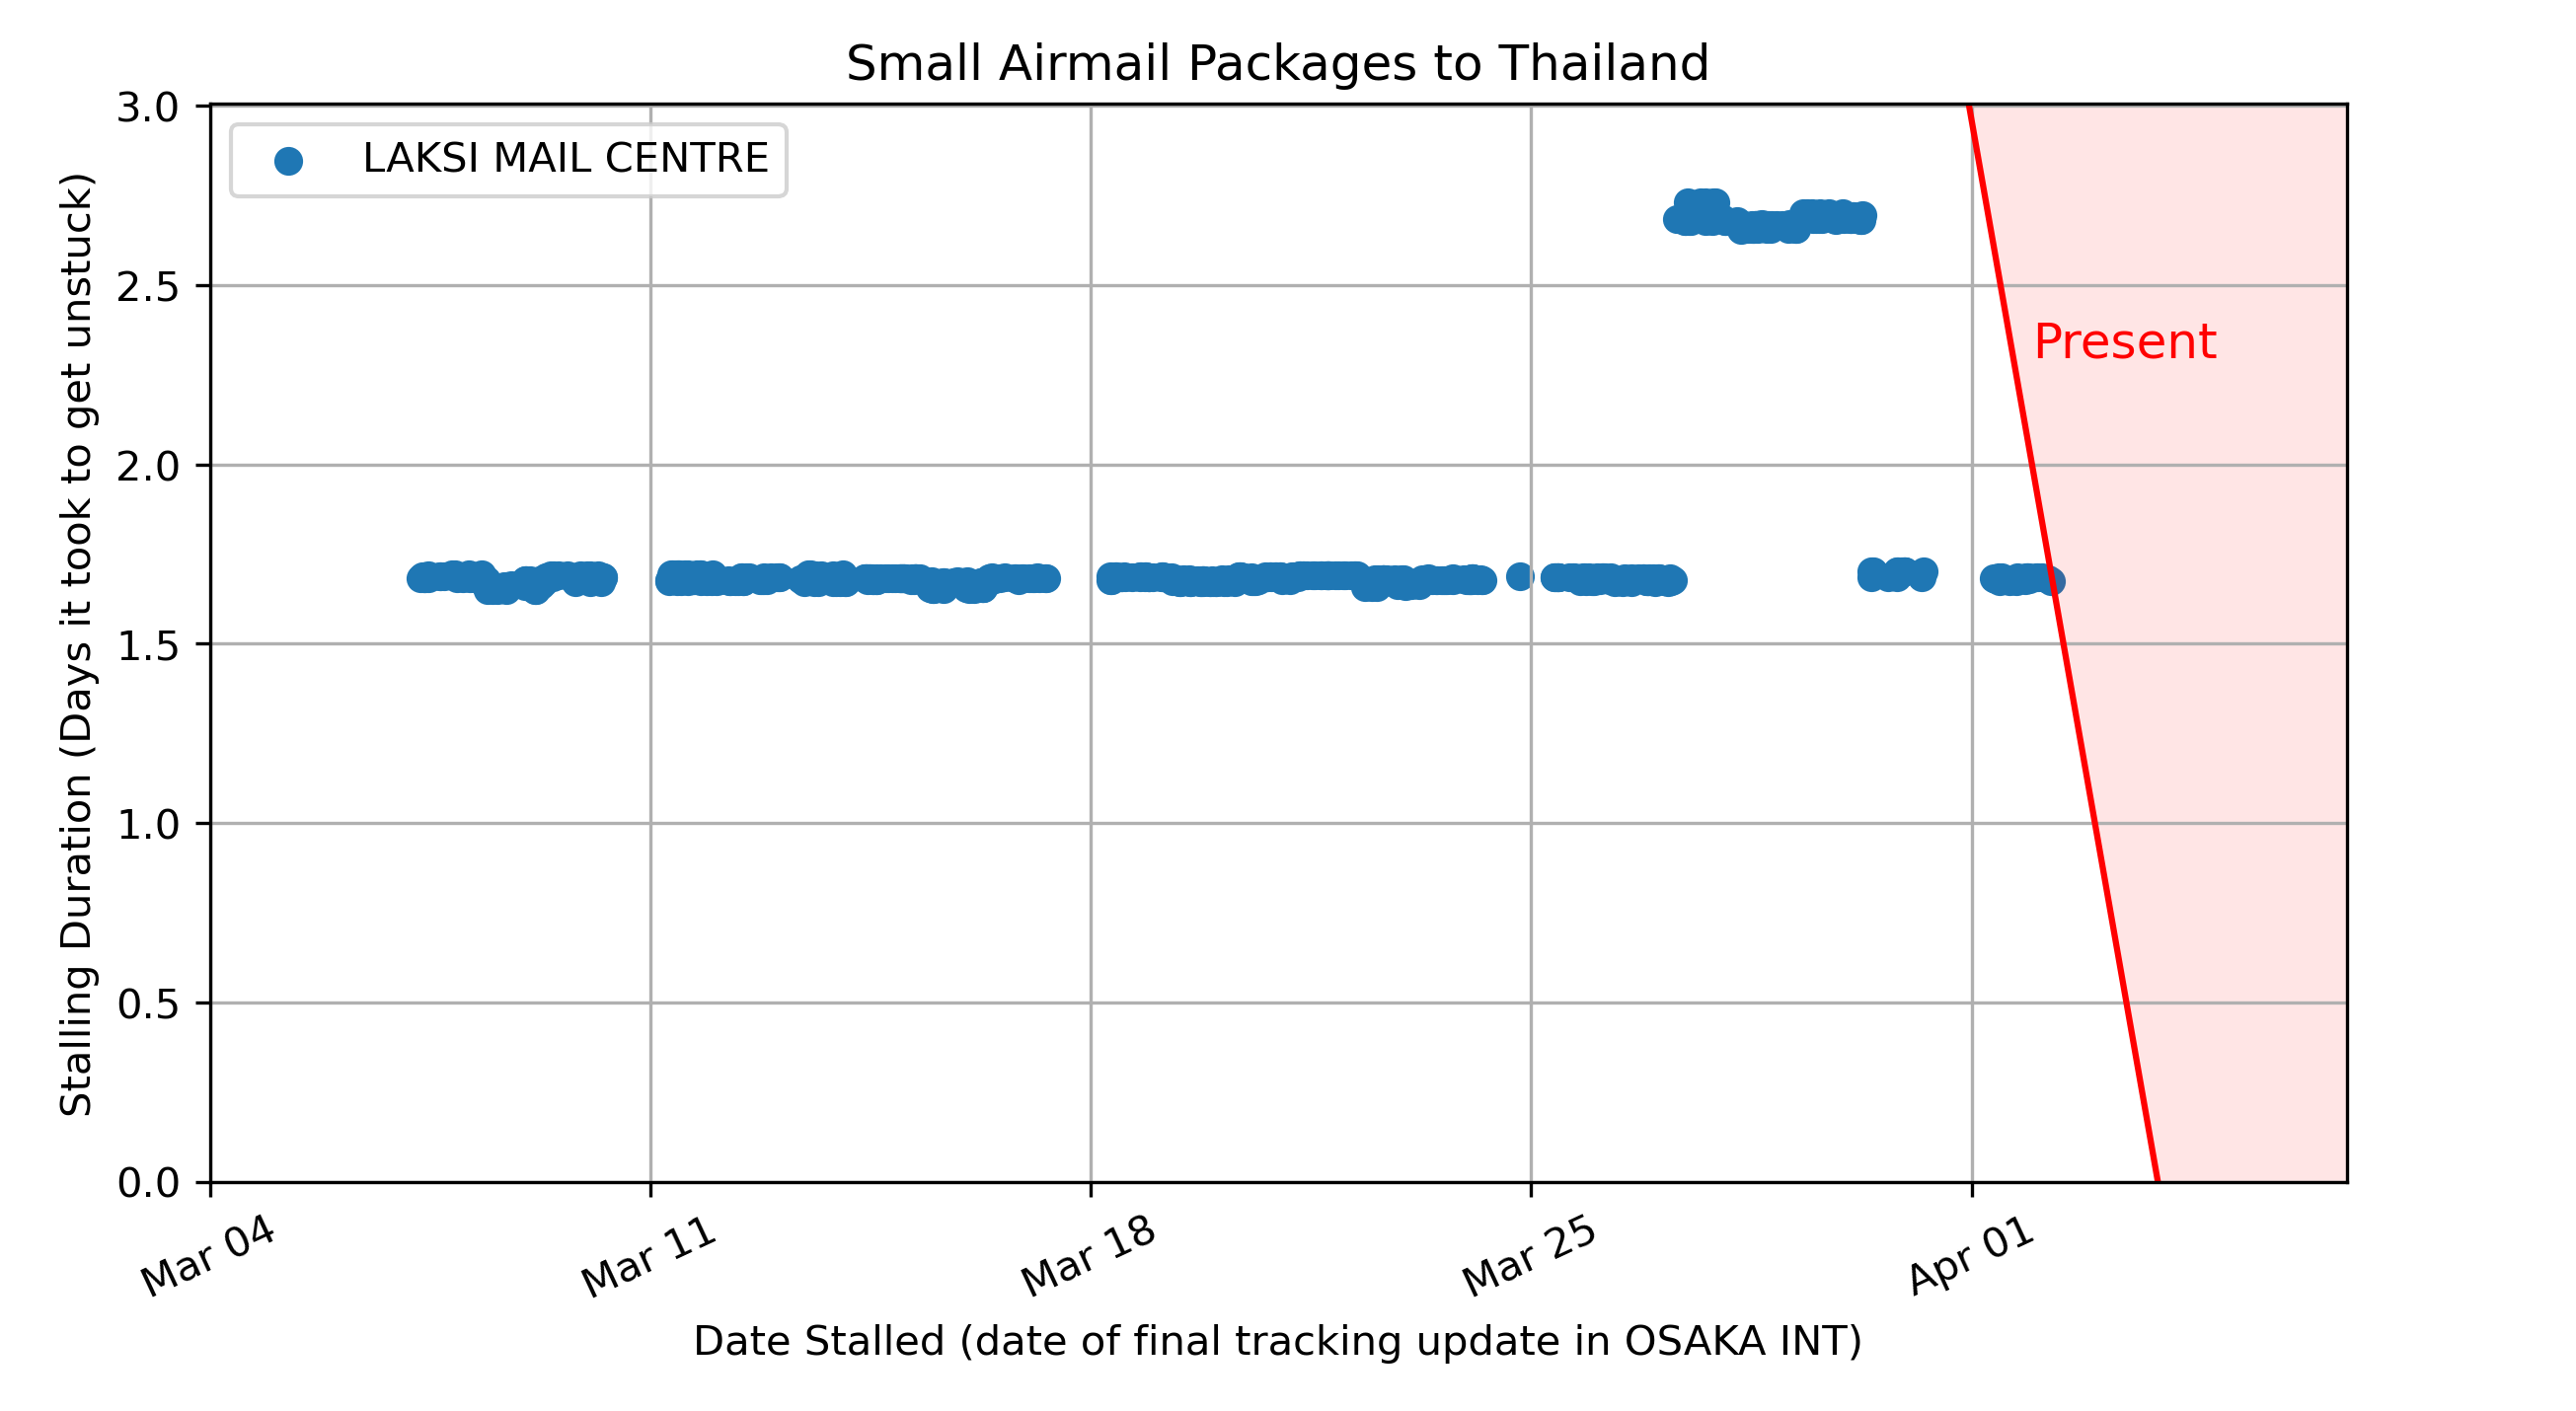 Small Airmail Packages to Thailand
3.0
2.5
2.0
1.5
1.0
0.5
0.0
Stalling Duration (Days it took to get unstuck)
LAKSI MAIL CENTRE
Present
Mar 04
Mar 11
Mar 18
Mar 25
Apr 01
Date Stalled (date of final tracking update in OSAKA INT)